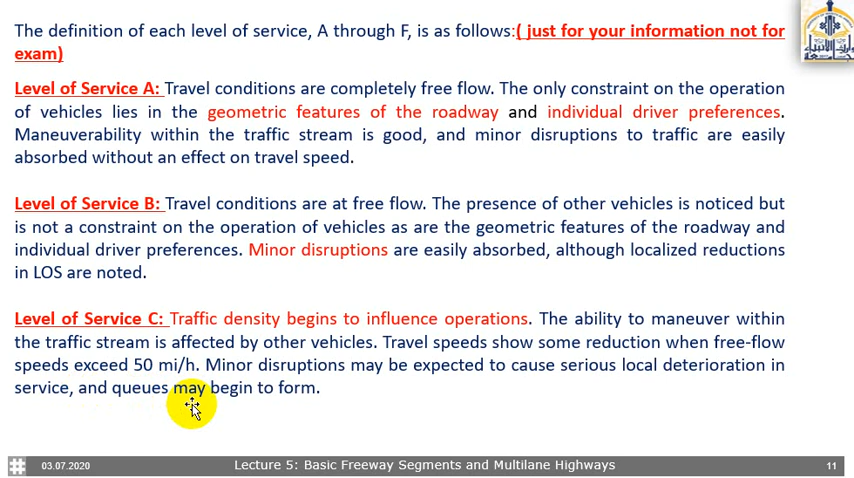 The definition of each level of service, A through F, is as follows:( just for your information not for
exam)
Level of Service A: Travel conditions are completely free flow. The only constraint on the operation
of vehicles lies in the geometric features of the roadway and individual driver preferences.
Maneuverability within the traffic stream is good, and minor disruptions to traffic are easily
absorbed without an effect on travel speed.
Level of Service B: Travel conditions are at free flow. The presence of other vehicles is noticed but
is not a constraint on the operation of vehicles as are the geometric features of the roadway and
individual driver preferences. Minor disruptions are easily absorbed, although localized reductions
in LOS are noted.
Level of Service C: Traffic density begins to influence operations. The ability to maneuver within
the traffic stream is affected by other vehicles. Travel speeds show some reduction when free-flow
speeds exceed 50 mi/h. Minor disruptions may be expected to cause serious local deterioration in
service, and queues may begin to form.
03.07.2020 Lecture 5: Basic Freeway Segments and Multilane Highways 11